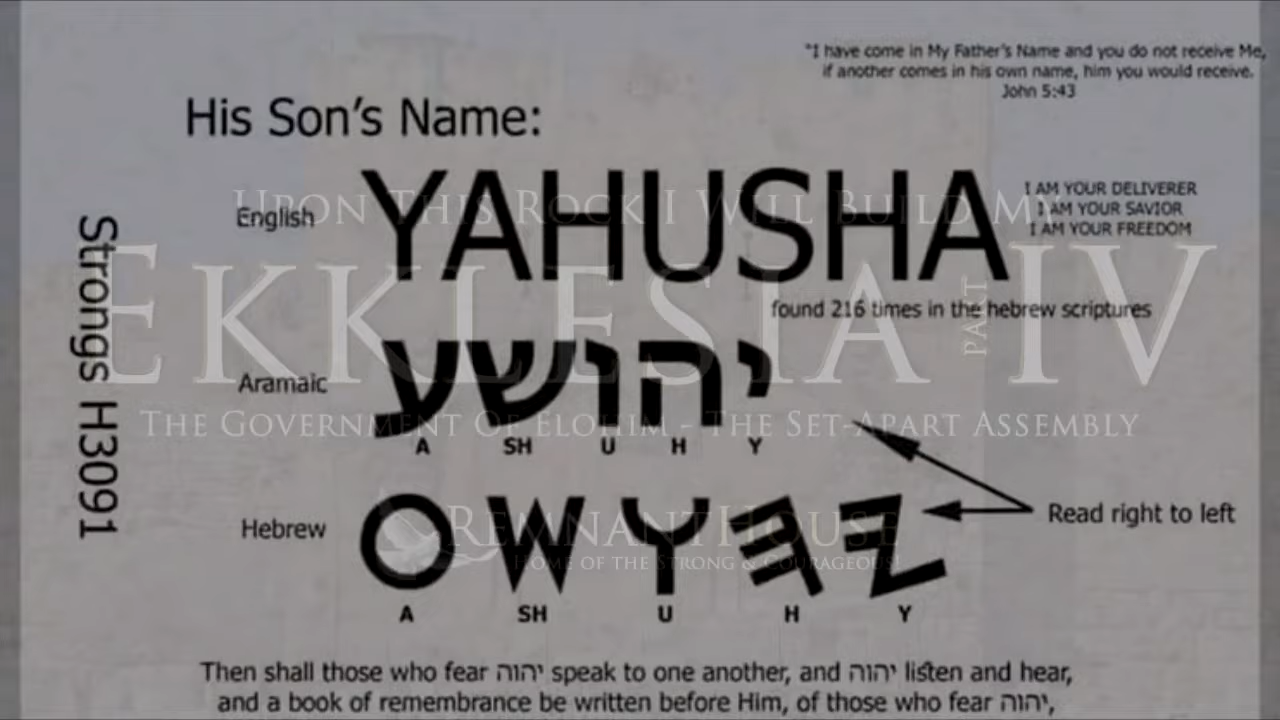 "I have come in My Father's Name and you do not receive Me,
if another comes in his own name, him you would receive.
John 5:43
His Son's Name:
Upon This Rock I Will Build My
English YAHUSHA
I AM YOUR DELIVERER
I AM YOUR SAVIOR
I AM YOUR FREEDOM
Strongs H3091
Ekklesia PART IV
found 216 times in the hebrew scriptures
Aramaic יהושע
The Government Of Elohim - The Set-Apart Assembly
A SH U H Y
Read right to left
Hebrew 𐤉𐤄𐤅𐤔𐤏
RemnantHouse
Home of the Strong & Courageous!
A SH U H Y
Then shall those who fear יהוה speak to one another, and יהוה listen and hear,
and a book of remembrance be written before Him, of those who fear יהוה,